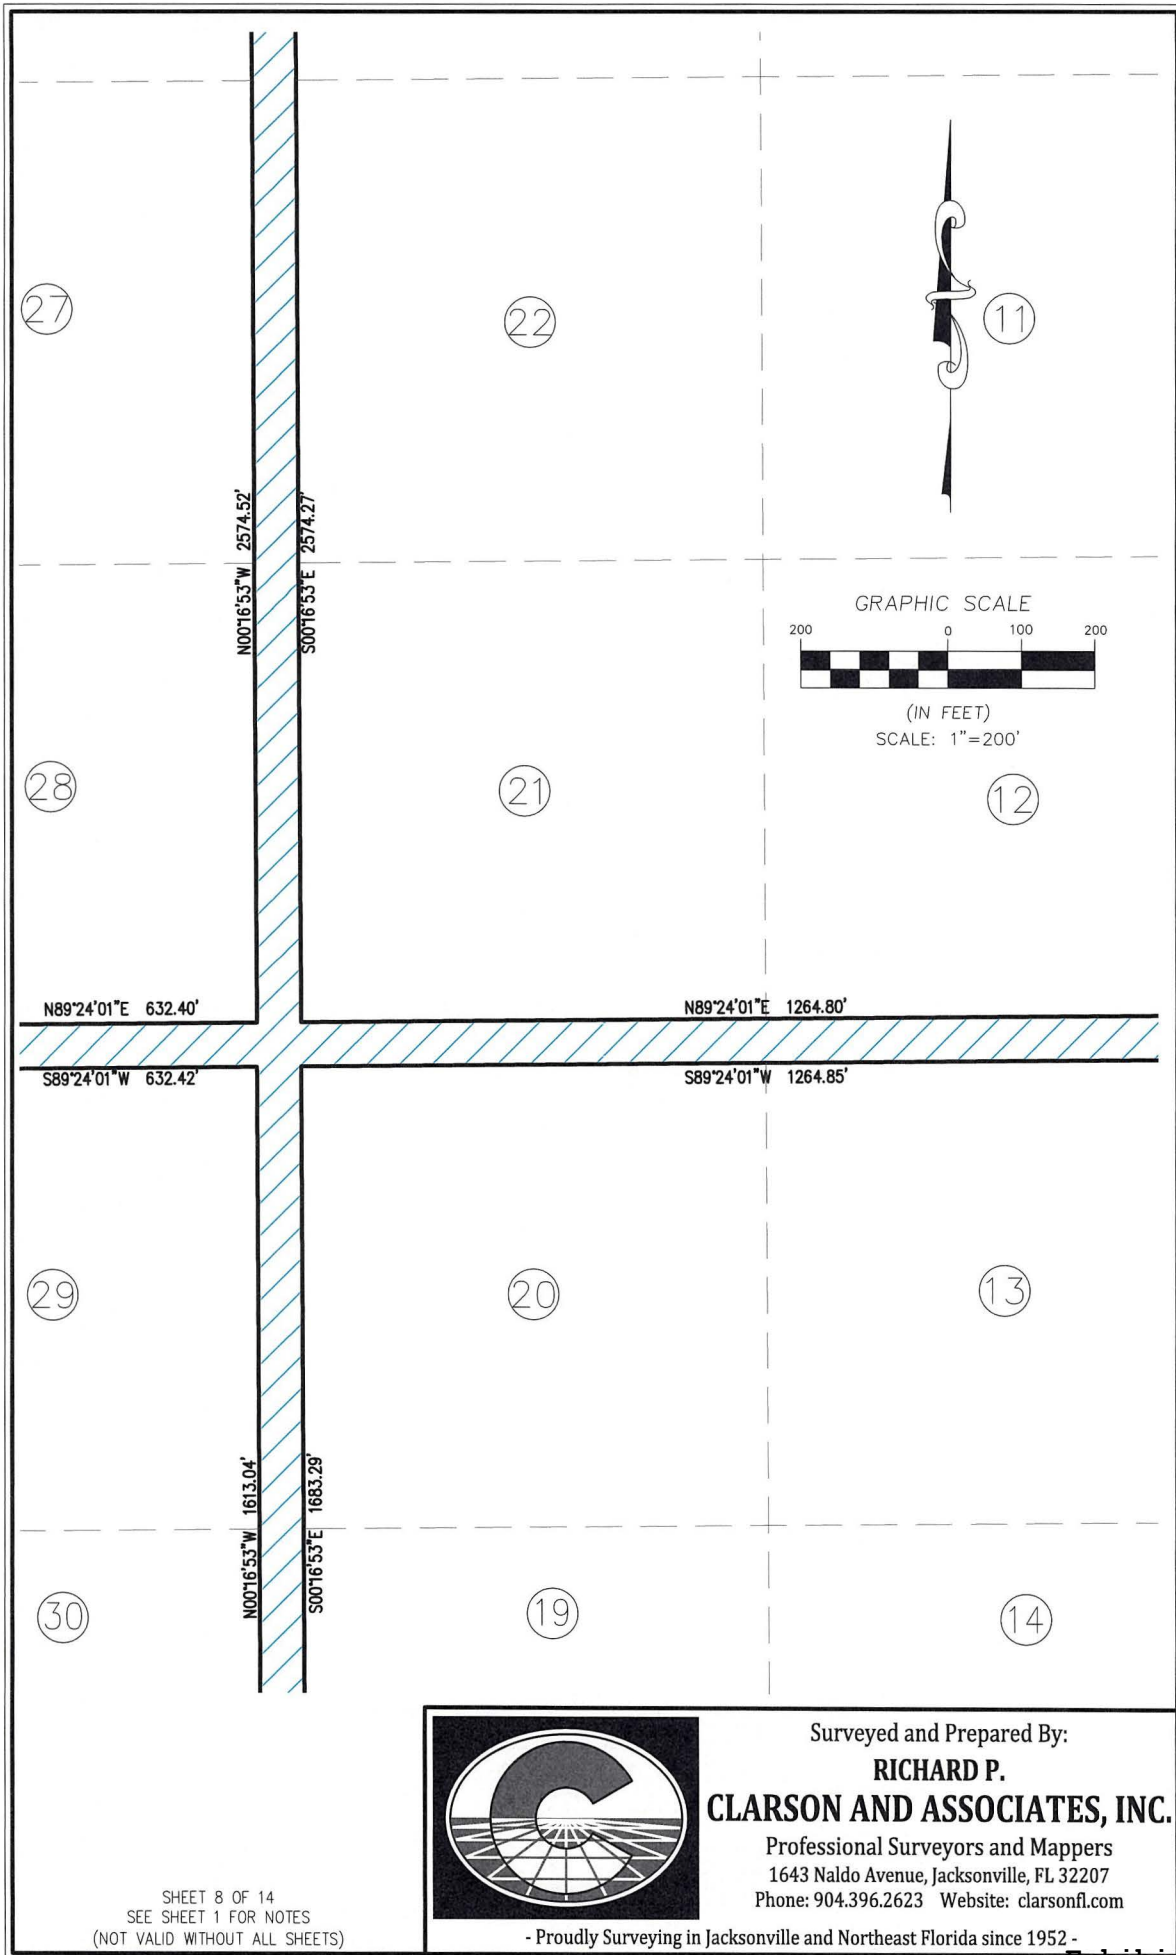 27
22
11
N00°16'53"W 2574.52'
S00°16'53"E 2574.27'
GRAPHIC SCALE
200 0 100 200
(IN FEET)
SCALE: 1"=200'
28
21
12
N89°24'01"E 632.40'
N89°24'01"E 1264.80'
S89°24'01"W 632.42'
S89°24'01"W 1264.85'
29
20
13
N00°16'53"W 1613.04'
S00°16'53"E 1683.29'
30
19
14
Surveyed and Prepared By:
RICHARD P.
CLARSON AND ASSOCIATES, INC.
Professional Surveyors and Mappers
1643 Naldo Avenue, Jacksonville, FL 32207
Phone: 904.396.2623 Website: clarsonfl.com
- Proudly Surveying in Jacksonville and Northeast Florida since 1952 -
SHEET 8 OF 14
SEE SHEET 1 FOR NOTES
(NOT VALID WITHOUT ALL SHEETS)